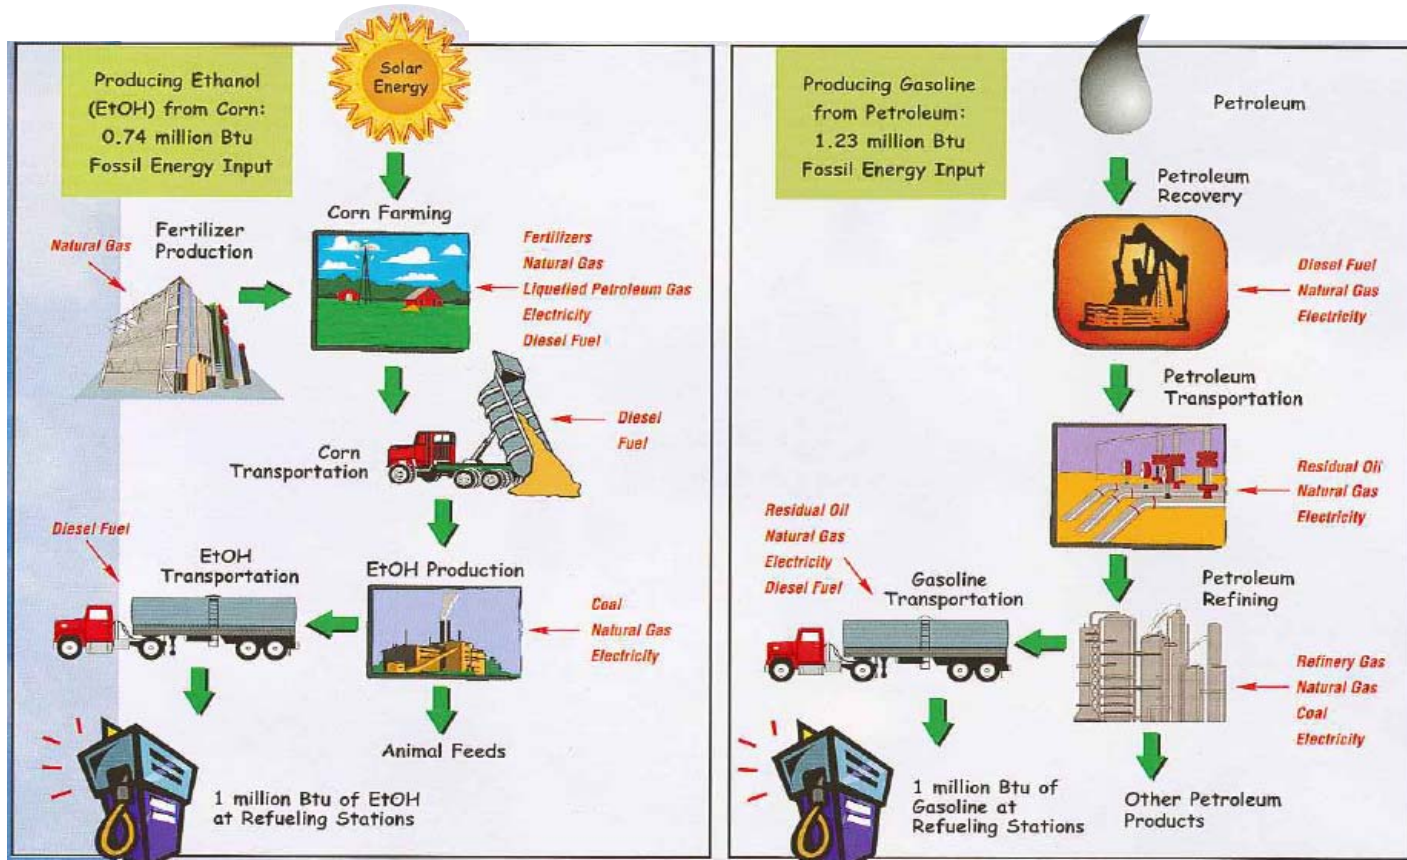 Producing Ethanol
(EtOH) from Corn:
0.74 million Btu
Fossil Energy Input
Solar
Energy
Corn Farming
Fertilizer
Production
Natural Gas
Fertilizers
Natural Gas
Liquefied Petroleum Gas
Electricity
Diesel Fuel
Corn
Transportation
Diesel
Fuel
Diesel Fuel
EtOH
Transportation
EtOH Production
Coal
Natural Gas
Electricity
Animal Feeds
1 million Btu of EtOH
at Refueling Stations
Producing Gasoline
from Petroleum:
1.23 million Btu
Fossil Energy Input
Petroleum
Petroleum
Recovery
Diesel Fuel
Natural Gas
Electricity
Petroleum
Transportation
Residual Oil
Natural Gas
Electricity
Residual Oil
Natural Gas
Electricity
Diesel Fuel
Gasoline
Transportation
Petroleum
Refining
Refinery Gas
Natural Gas
Coal
Electricity
1 million Btu of
Gasoline at
Refueling Stations
Other Petroleum
Products